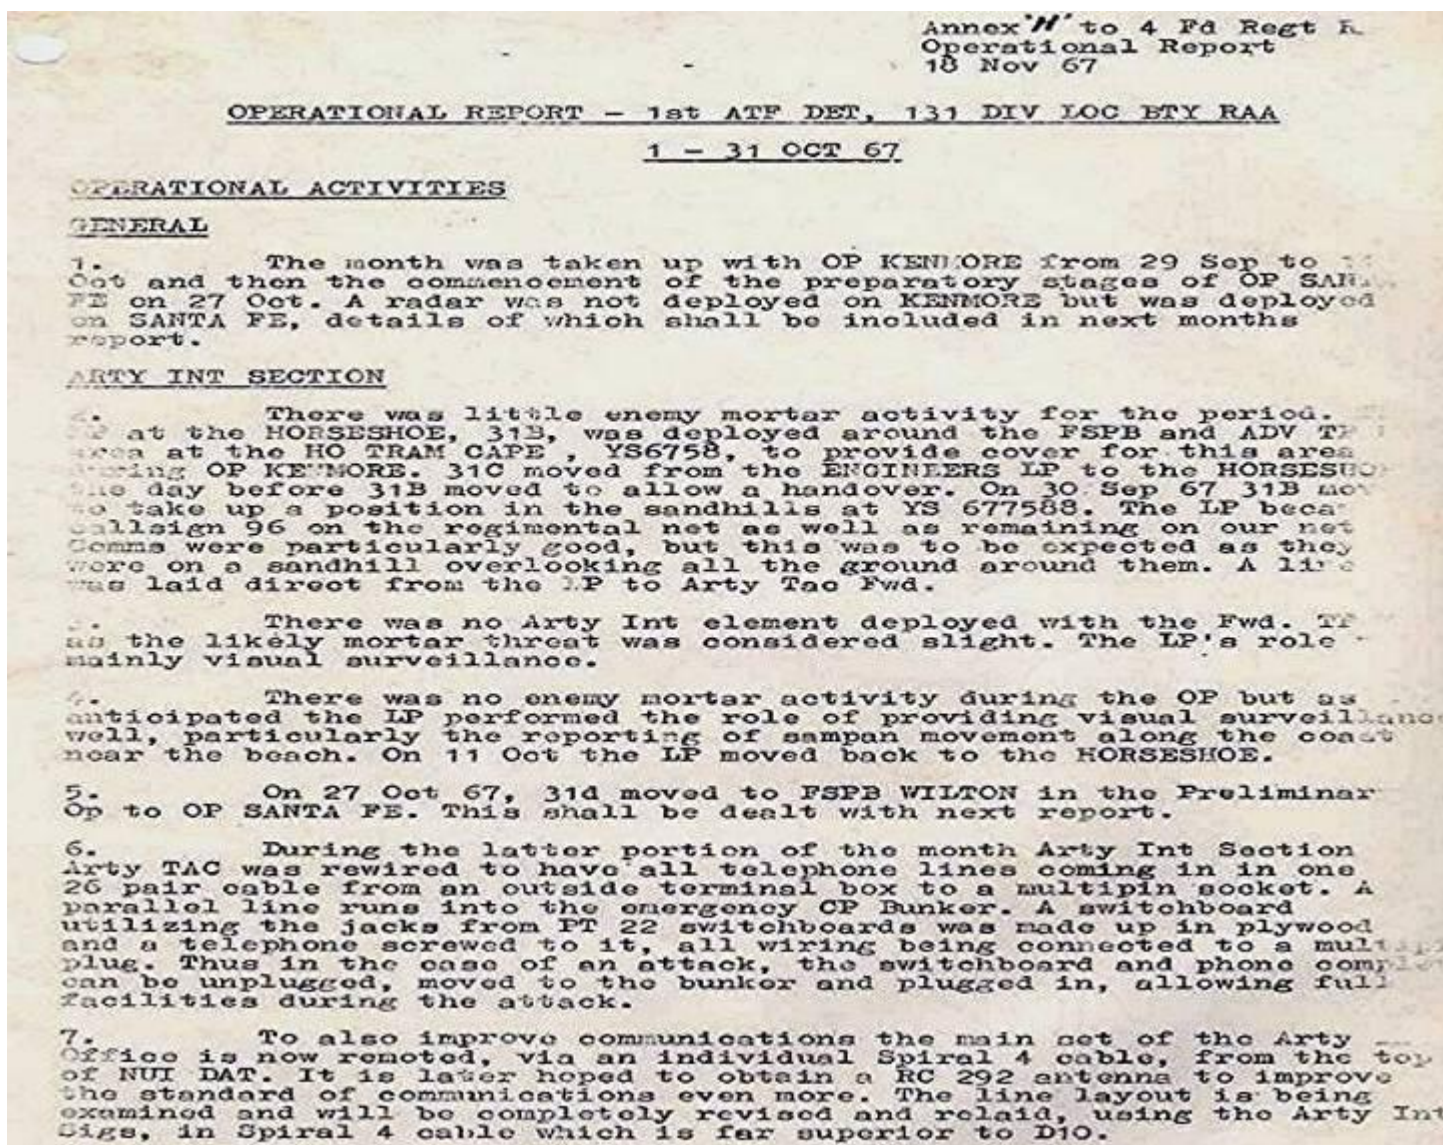 Annex "H" to 4 Fd Regt
Operational Report
18 Nov 67
OPERATIONAL REPORT - 1st ATF DET, 131 DIV LOC BTY RAA
1 - 31 OCT 67
OPERATIONAL ACTIVITIES
GENERAL
1. The month was taken up with OP KENMORE from 29 Sep to
Oct and then the commencement of the preparatory stages of OP SANTA
FE on 27 Oct. A radar was not deployed on KENMORE but was deployed
on SANTA FE, details of which shall be included in next months
report.
ARTY INT SECTION
2. There was little enemy mortar activity for the period.
at the HORSESHOE, 31B, was deployed around the FSPB and ADV
area at the HO TRAM CAPE , YS6758, to provide cover for this area
during OP KENMORE. 31C moved from the ENGINEERS LP to the HORSESHOE
the day before 31B moved to allow a handover. On 30 Sep 67 31B
to take up a position in the sandhills at YS 677588. The LP
callsign 96 on the regimental net as well as remaining on our net
Comms were particularly good, but this was to be expected as they
were on a sandhill overlooking all the ground around them. A line
was laid direct from the LP to Arty Tac Fwd.
3. There was no Arty Int element deployed with the Fwd.
as the likely mortar threat was considered slight. The LP's role
mainly visual surveillance.
4. There was no enemy mortar activity during the OP but as
anticipated the LP performed the role of providing visual surveillance
well, particularly the reporting of sampan movement along the coast
near the beach. On 11 Oct the LP moved back to the HORSESHOE.
5. On 27 Oct 67, 31d moved to FSPB WILTON in the Preliminar
Op to OP SANTA FE. This shall be dealt with next report.
6. During the latter portion of the month Arty Int Section
Arty TAC was rewired to have all telephone lines coming in in one
26 pair cable from an outside terminal box to a multipin socket. A
parallel line runs into the emergency CP Bunker. A switchboard
utilizing the jacks from PT 22 switchboards was made up in plywood
and a telephone screwed to it, all wiring being connected to a multipi
plug. Thus in the case of an attack, the switchboard and phone complet
can be unplugged, moved to the bunker and plugged in, allowing full
facilities during the attack.
7. To also improve communications the main set of the Arty
Office is now remoted, via an individual Spiral 4 cable, from the top
of NUI DAT. It is later hoped to obtain a RC 292 antenna to improve
the standard of communications even more. The line layout is being
examined and will be completely revised and relaid, using the Arty Int
Sigs, in Spiral 4 cable which is far superior to D10.